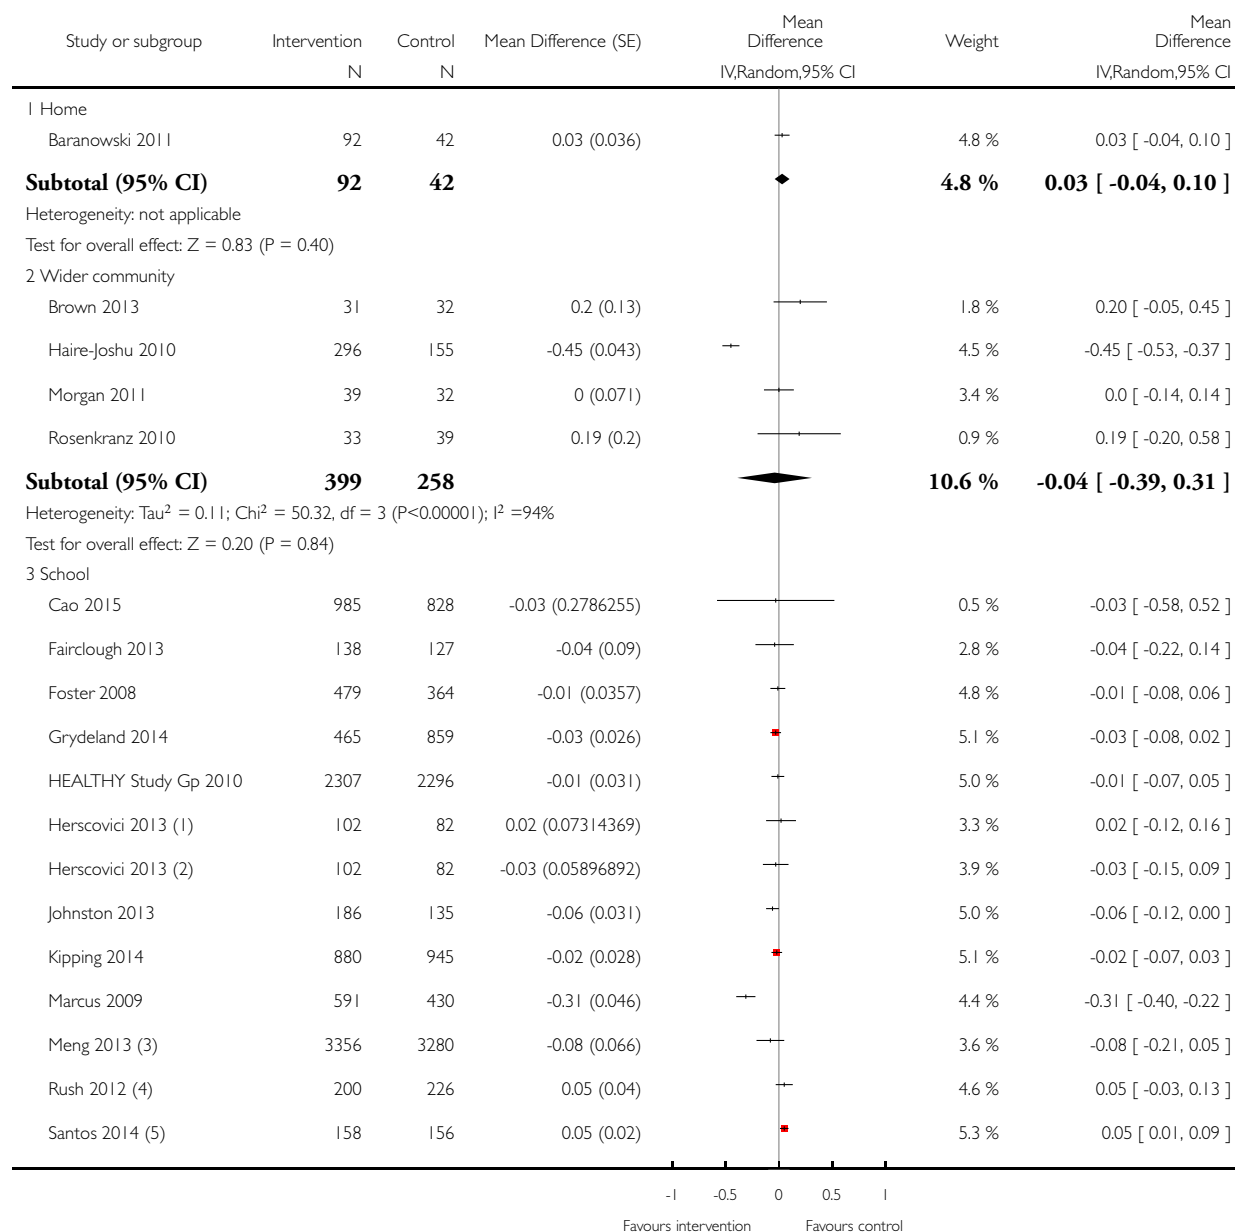 Study or subgroup Intervention Control Mean Difference (SE) Mean Difference Weight Mean Difference
N N IV,Random,95% CI IV,Random,95% CI
1 Home
Baranowski 2011 92 42 0.03 (0.036) 4.8 % 0.03 [ -0.04, 0.10 ]
Subtotal (95% CI) 92 42 4.8 % 0.03 [ -0.04, 0.10 ]
Heterogeneity: not applicable
Test for overall effect: Z = 0.83 (P = 0.40)
2 Wider community
Brown 2013 31 32 0.2 (0.13) 1.8 % 0.20 [ -0.05, 0.45 ]
Haire-Joshu 2010 296 155 -0.45 (0.043) 4.5 % -0.45 [ -0.53, -0.37 ]
Morgan 2011 39 32 0 (0.071) 3.4 % 0.0 [ -0.14, 0.14 ]
Rosenkranz 2010 33 39 0.19 (0.2) 0.9 % 0.19 [ -0.20, 0.58 ]
Subtotal (95% CI) 399 258 10.6 % -0.04 [ -0.39, 0.31 ]
Heterogeneity: Tau² = 0.11; Chi² = 50.32, df = 3 (P<0.00001); I² =94%
Test for overall effect: Z = 0.20 (P = 0.84)
3 School
Cao 2015 985 828 -0.03 (0.2786255) 0.5 % -0.03 [ -0.58, 0.52 ]
Fairclough 2013 138 127 -0.04 (0.09) 2.8 % -0.04 [ -0.22, 0.14 ]
Foster 2008 479 364 -0.01 (0.0357) 4.8 % -0.01 [ -0.08, 0.06 ]
Grydeland 2014 465 859 -0.03 (0.026) 5.1 % -0.03 [ -0.08, 0.02 ]
HEALTHY Study Gp 2010 2307 2296 -0.01 (0.031) 5.0 % -0.01 [ -0.07, 0.05 ]
Herscovici 2013 (1) 102 82 0.02 (0.07314369) 3.3 % 0.02 [ -0.12, 0.16 ]
Herscovici 2013 (2) 102 82 -0.03 (0.05896892) 3.9 % -0.03 [ -0.15, 0.09 ]
Johnston 2013 186 135 -0.06 (0.031) 5.0 % -0.06 [ -0.12, 0.00 ]
Kipping 2014 880 945 -0.02 (0.028) 5.1 % -0.02 [ -0.07, 0.03 ]
Marcus 2009 591 430 -0.31 (0.046) 4.4 % -0.31 [ -0.40, -0.22 ]
Meng 2013 (3) 3356 3280 -0.08 (0.066) 3.6 % -0.08 [ -0.21, 0.05 ]
Rush 2012 (4) 200 226 0.05 (0.04) 4.6 % 0.05 [ -0.03, 0.13 ]
Santos 2014 (5) 158 156 0.05 (0.02) 5.3 % 0.05 [ 0.01, 0.09 ]
-1 -0.5 0 0.5 1
Favours intervention Favours control